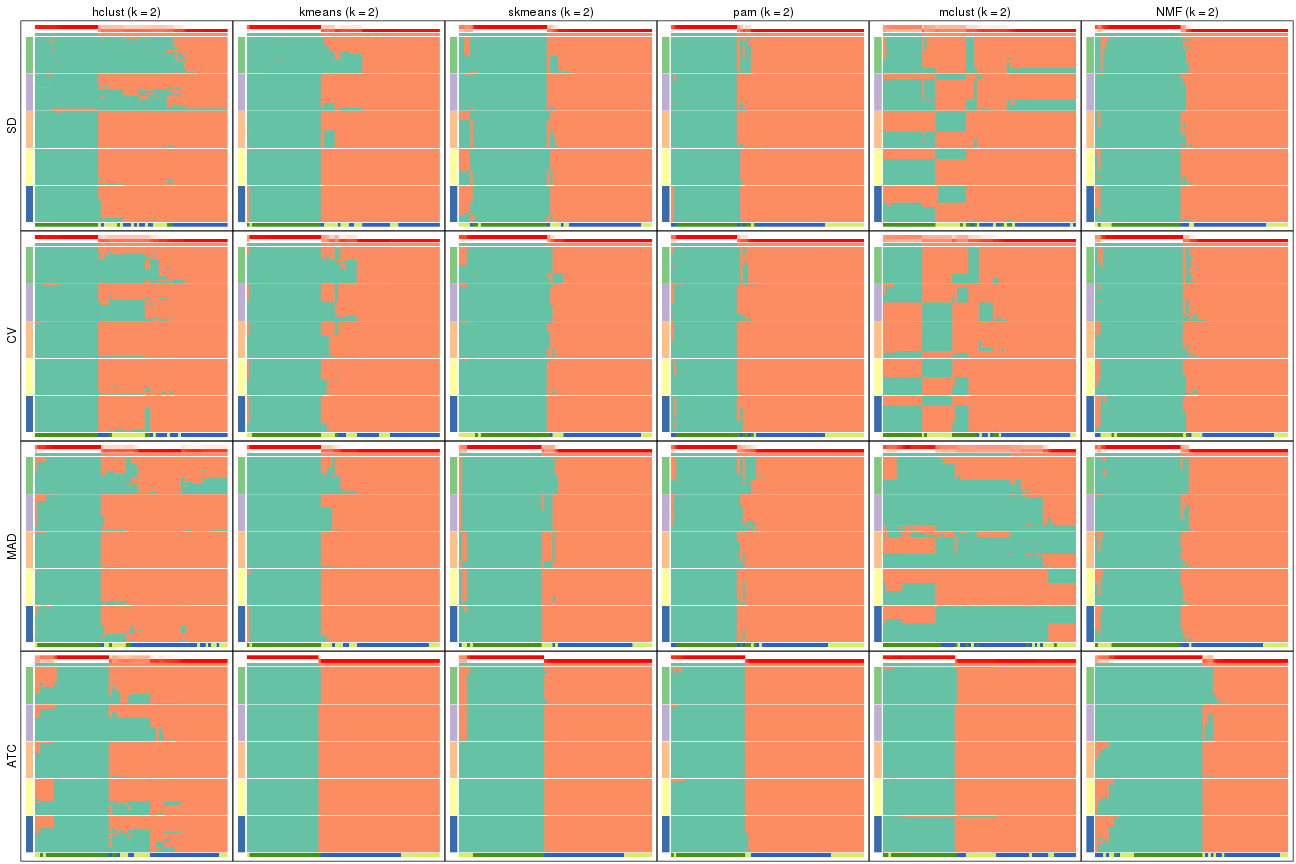 hclust (k = 2)
kmeans (k = 2)
skmeans (k = 2)
pam (k = 2)
mclust (k = 2)
NMF (k = 2)
SD
CV
MAD
ATC